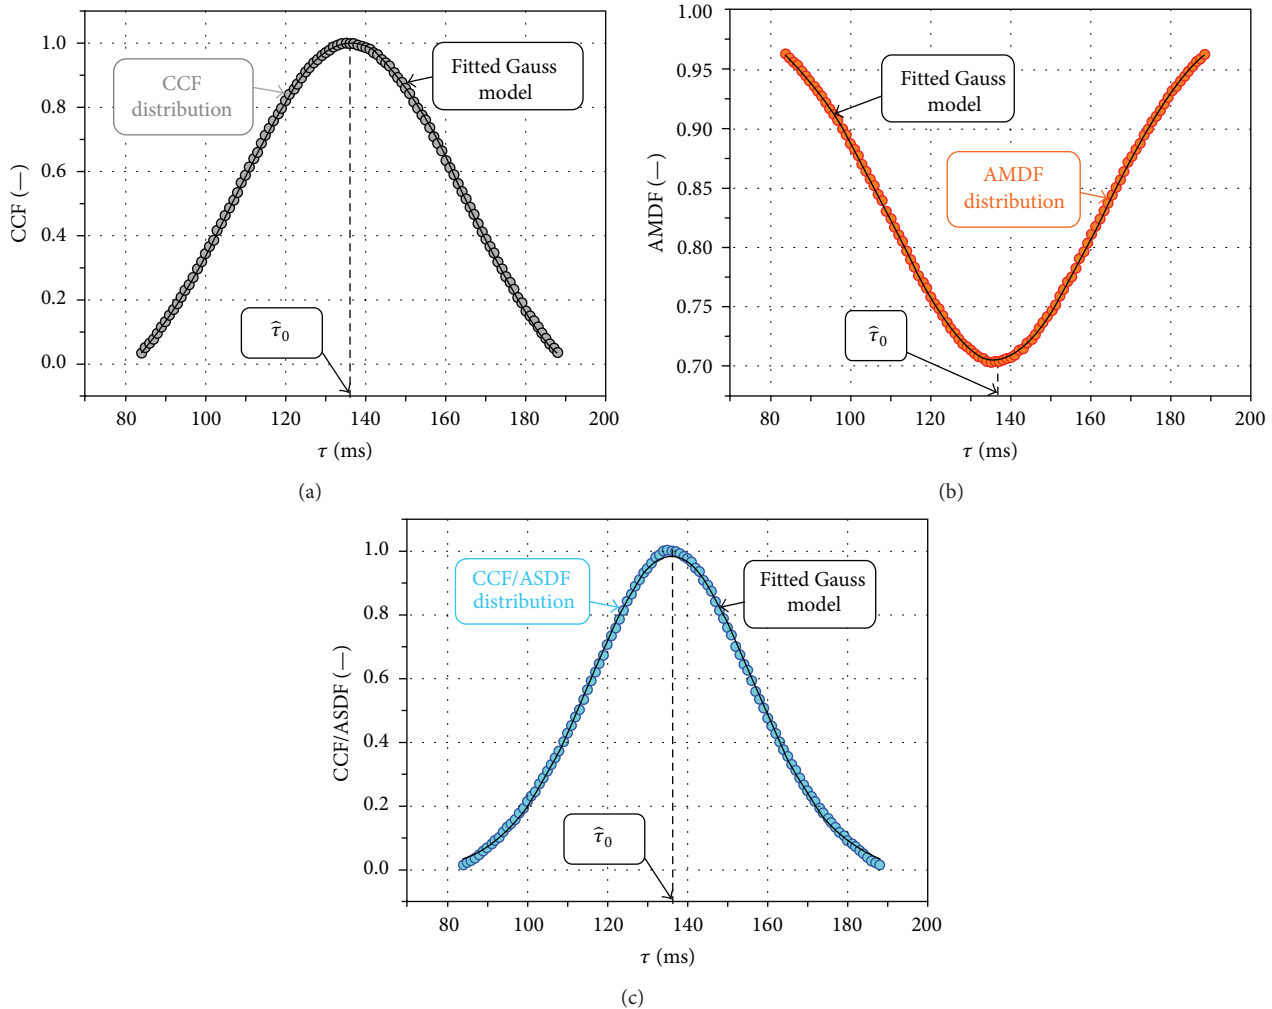 1.0
0.8
0.6
0.4
0.2
0.0
CCF (—)
CCF
distribution
Fitted Gauss
model
τ̂0
80 100 120 140 160 180 200
τ (ms)
(a)
1.00
0.95
0.90
0.85
0.80
0.75
0.70
AMDF (—)
Fitted Gauss
model
AMDF
distribution
τ̂0
80 100 120 140 160 180 200
τ (ms)
(b)
1.0
0.8
0.6
0.4
0.2
0.0
CCF/ASDF (—)
CCF/ASDF
distribution
Fitted Gauss
model
τ̂0
80 100 120 140 160 180 200
τ (ms)
(c)